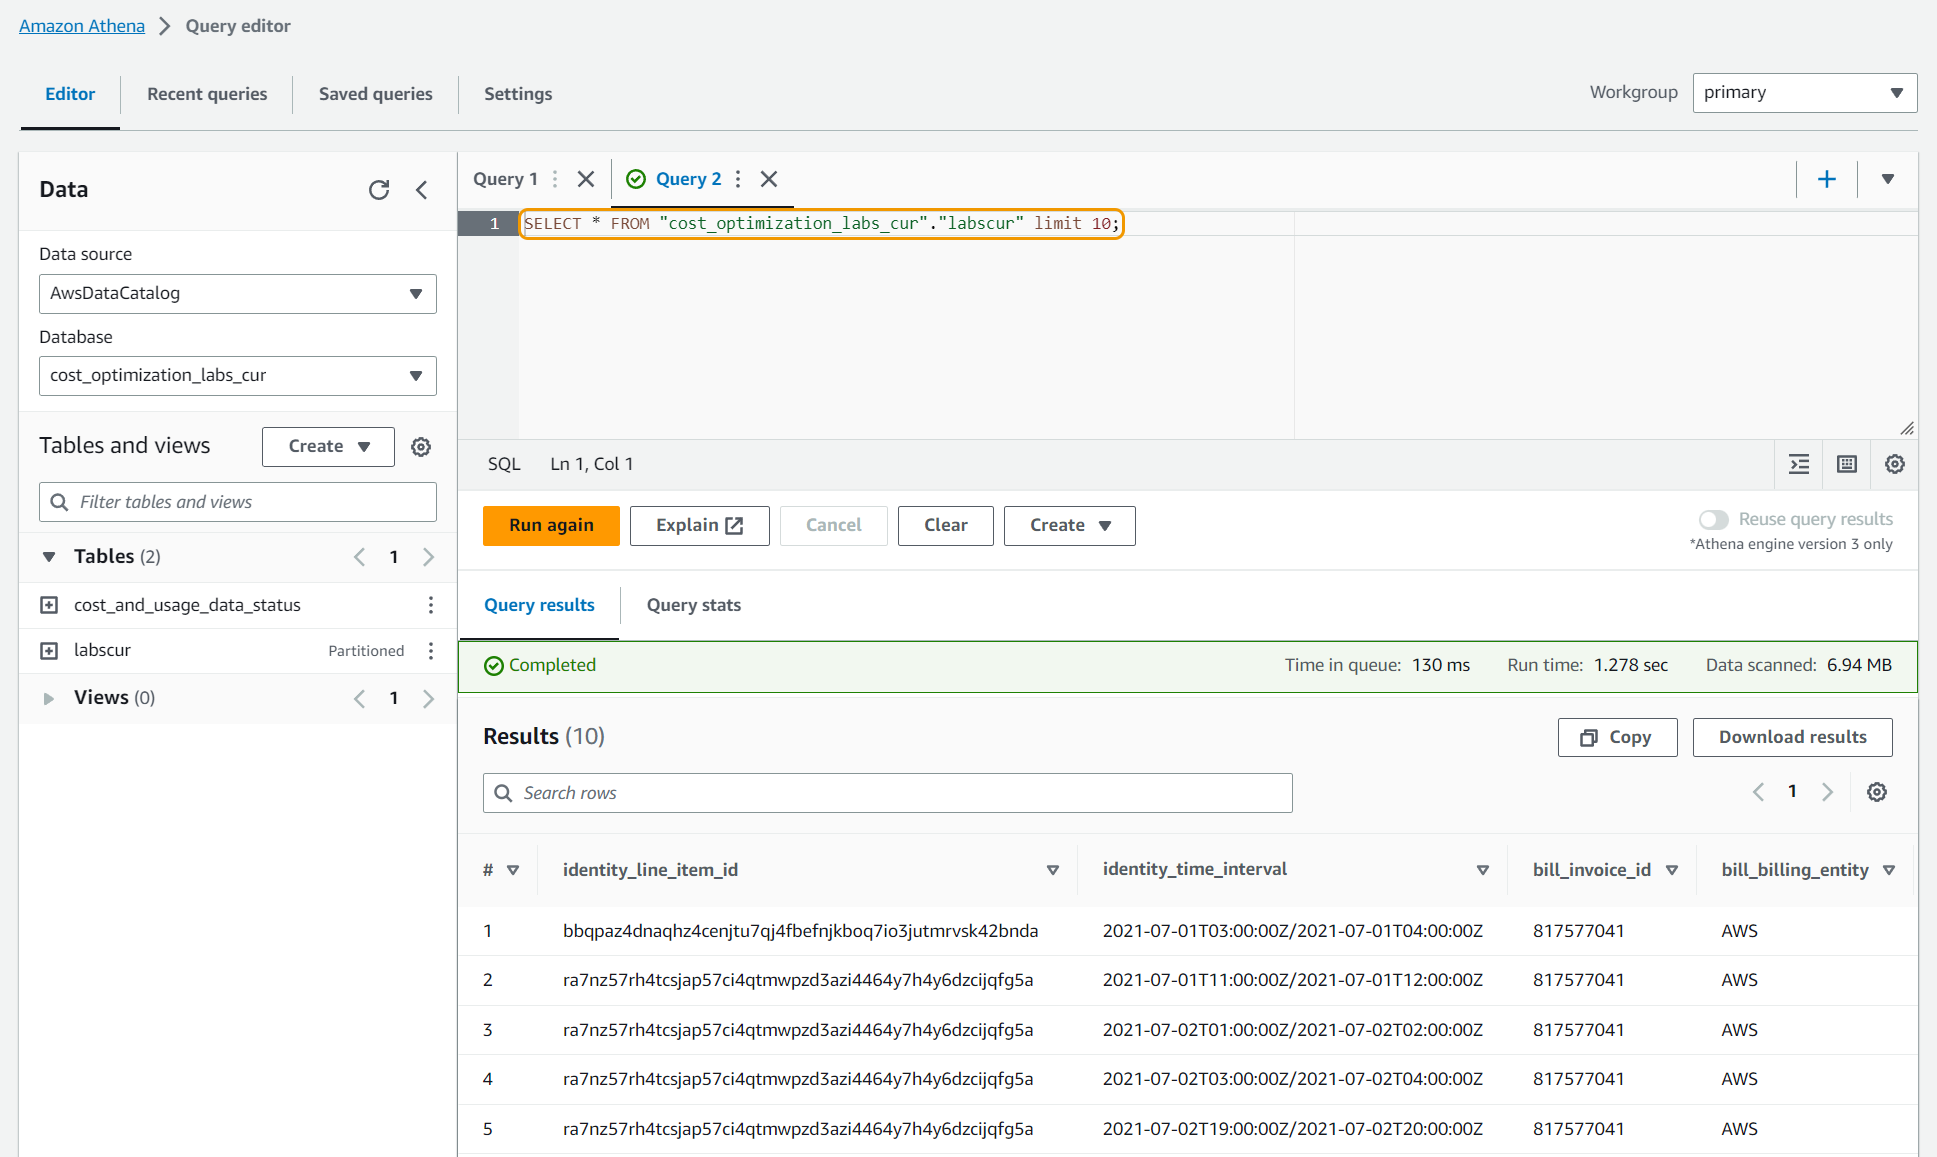 Amazon Athena > Query editor
Editor Recent queries Saved queries Settings
Workgroup primary
Data
Data source
AwsDataCatalog
Database
cost_optimization_labs_cur
Tables and views Create
Filter tables and views
Tables (2) 1
cost_and_usage_data_status
labscur Partitioned
Views (0) 1
Query 1 Query 2
1 SELECT * FROM "cost_optimization_labs_cur"."labscur" limit 10;
SQL Ln 1, Col 1
Run again Explain Cancel Clear Create
Reuse query results
*Athena engine version 3 only
Query results Query stats
Completed Time in queue: 130 ms Run time: 1.278 sec Data scanned: 6.94 MB
Results (10) Copy Download results
Search rows 1
# identity_line_item_id identity_time_interval bill_invoice_id bill_billing_entity
1 bbqpaz4dnaqhz4cenjtu7qj4fbefnjkboq7io3jutmrvsk42bnda 2021-07-01T03:00:00Z/2021-07-01T04:00:00Z 817577041 AWS
2 ra7nz57rh4tcsjap57ci4qtmwpzd3azi4464y7h4y6dzcijqfg5a 2021-07-01T11:00:00Z/2021-07-01T12:00:00Z 817577041 AWS
3 ra7nz57rh4tcsjap57ci4qtmwpzd3azi4464y7h4y6dzcijqfg5a 2021-07-02T01:00:00Z/2021-07-02T02:00:00Z 817577041 AWS
4 ra7nz57rh4tcsjap57ci4qtmwpzd3azi4464y7h4y6dzcijqfg5a 2021-07-02T03:00:00Z/2021-07-02T04:00:00Z 817577041 AWS
5 ra7nz57rh4tcsjap57ci4qtmwpzd3azi4464y7h4y6dzcijqfg5a 2021-07-02T19:00:00Z/2021-07-02T20:00:00Z 817577041 AWS